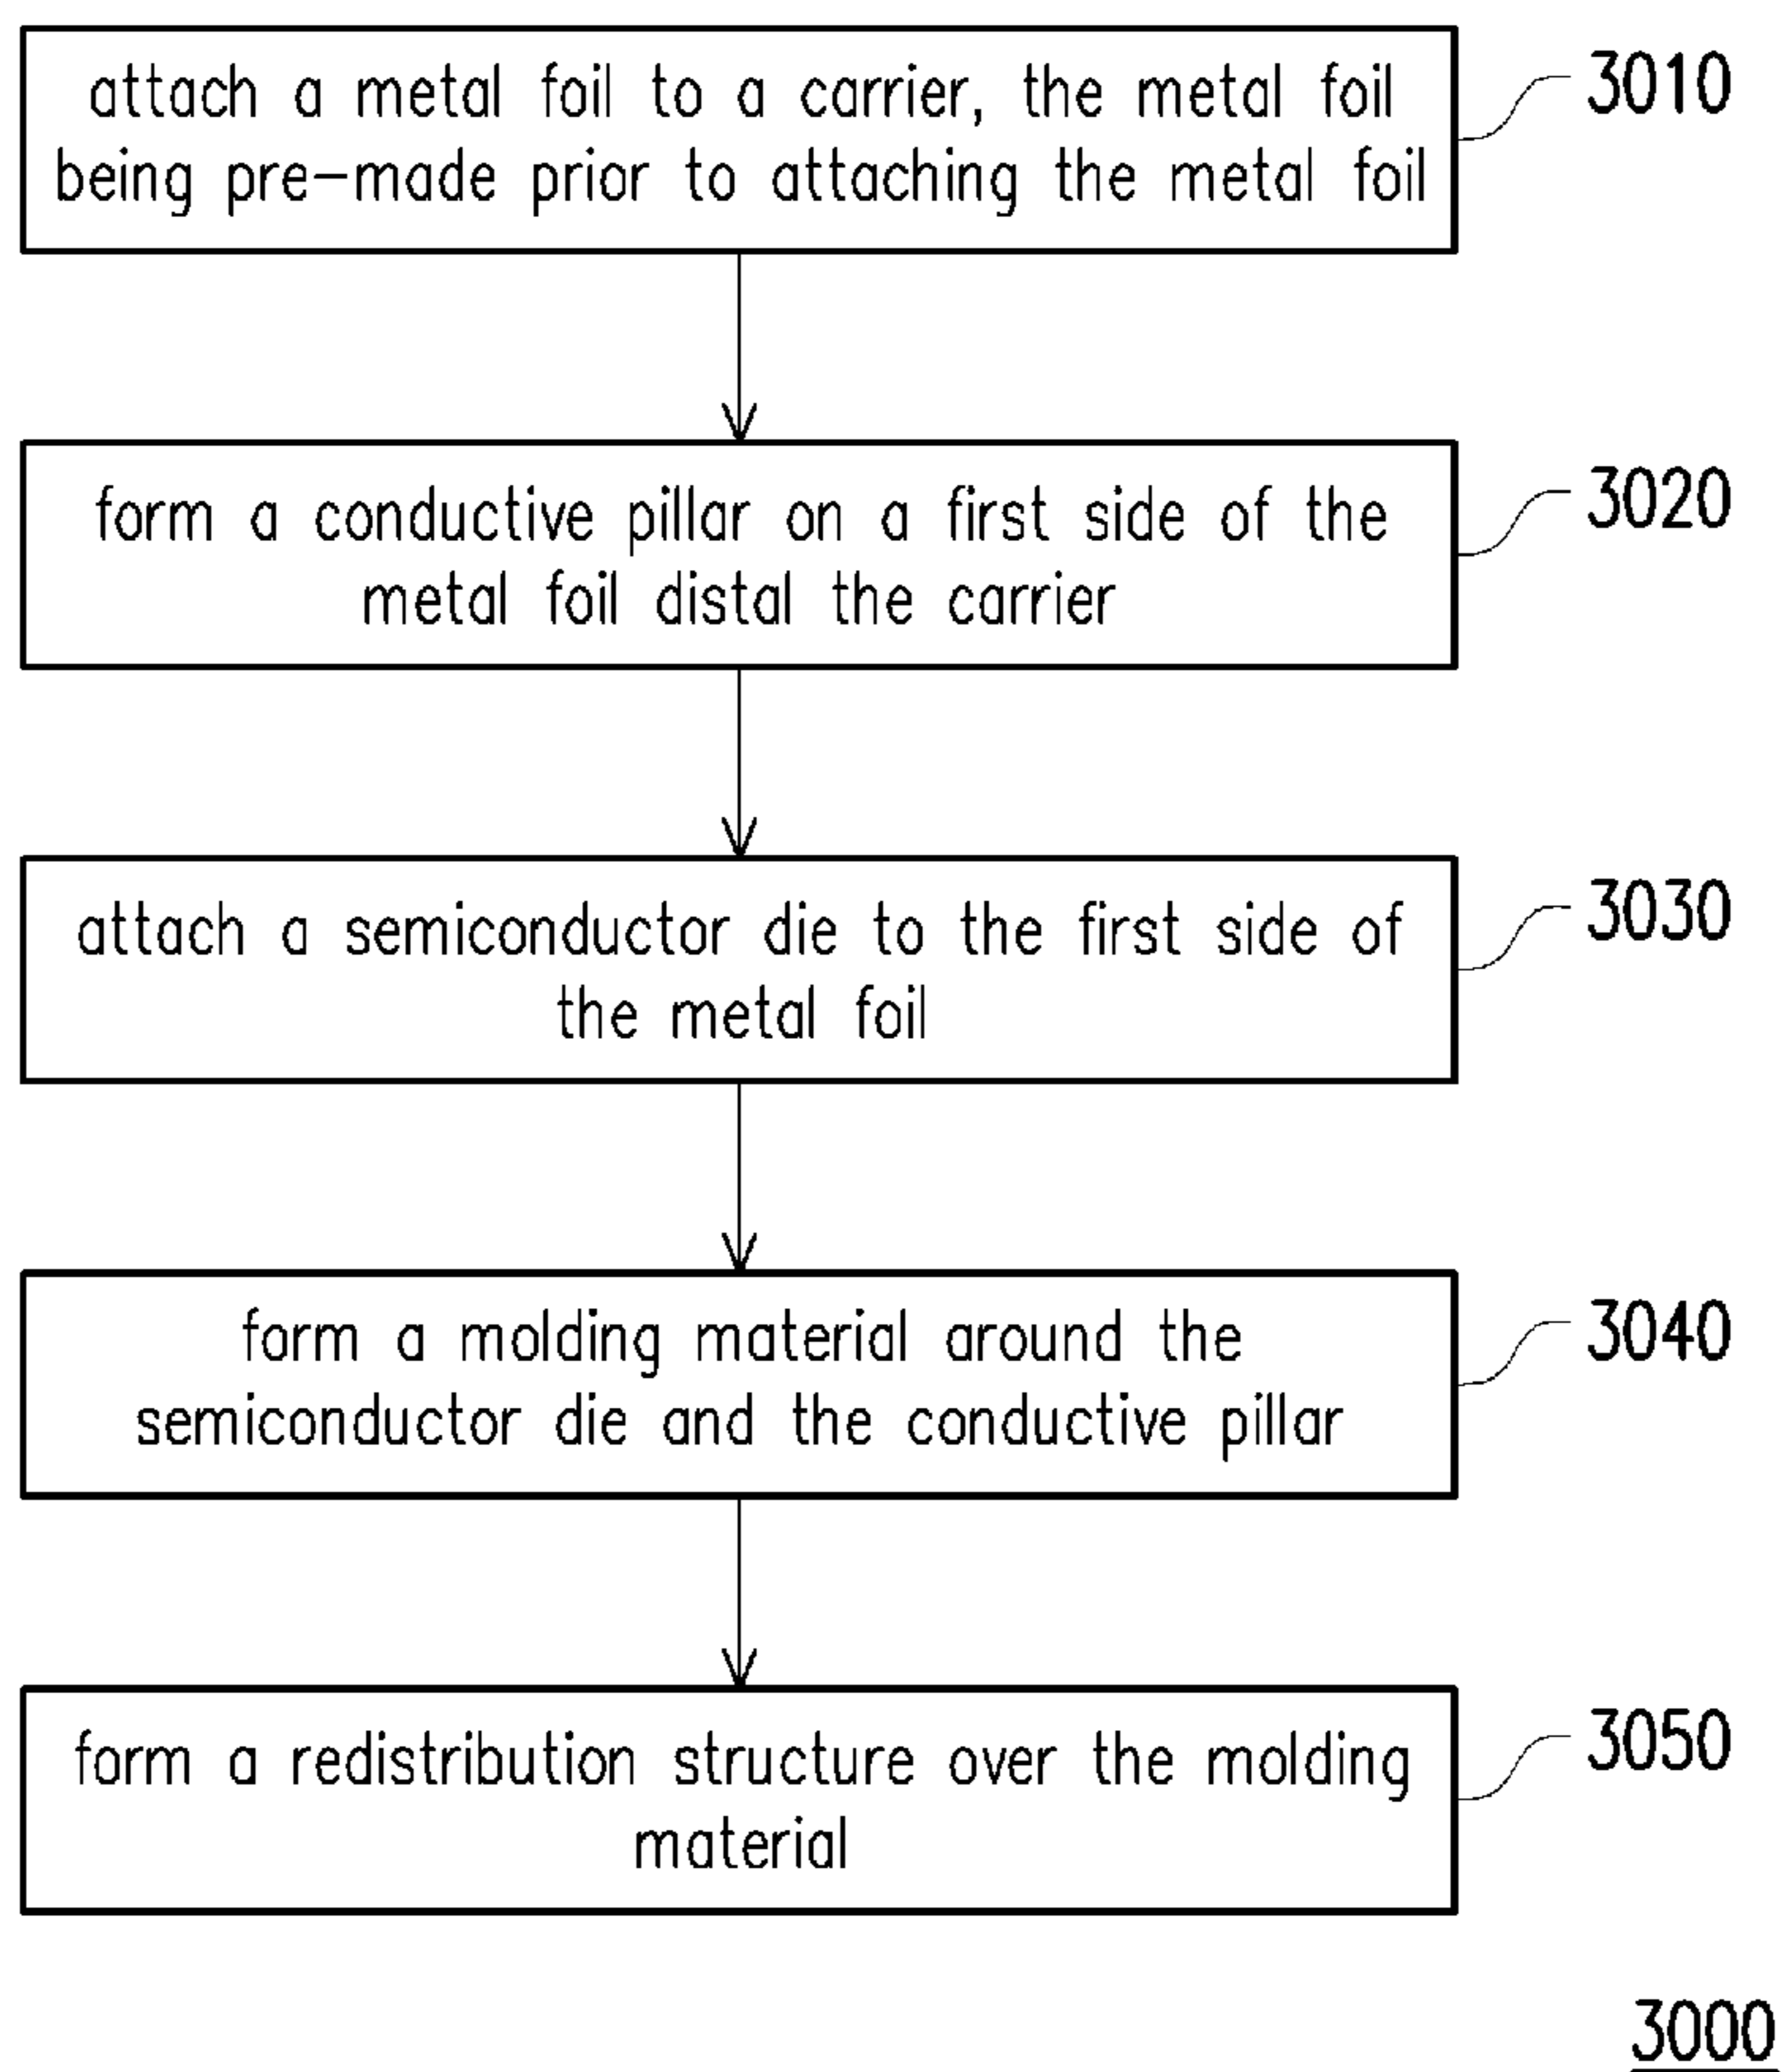 attach a metal foil to a carrier, the metal foil
being pre-made prior to attaching the metal foil
3010
form a conductive pillar on a first side of the
metal foil distal the carrier
3020
attach a semiconductor die to the first side of
the metal foil
3030
form a molding material around the
semiconductor die and the conductive pillar
3040
form a redistribution structure over the molding
material
3050
3000